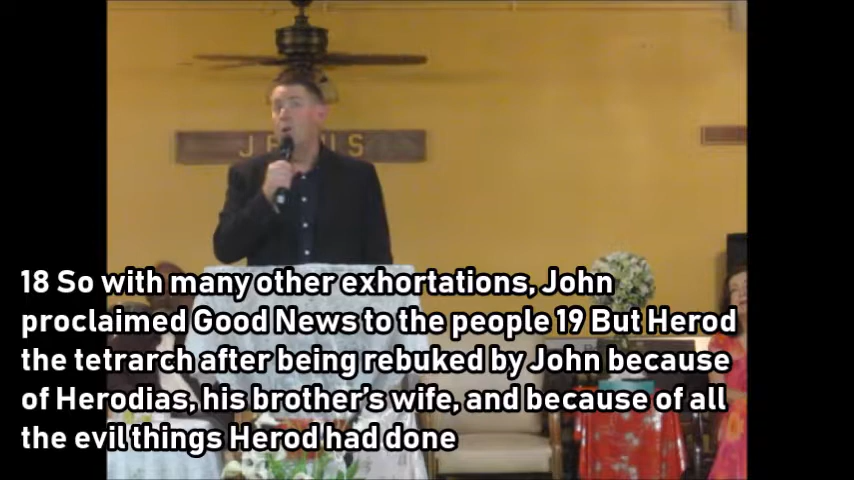 JESUS
18 So with many other exhortations, John
proclaimed Good News to the people 19 But Herod
the tetrarch after being rebuked by John because
of Herodias, his brother's wife, and because of all
the evil things Herod had done